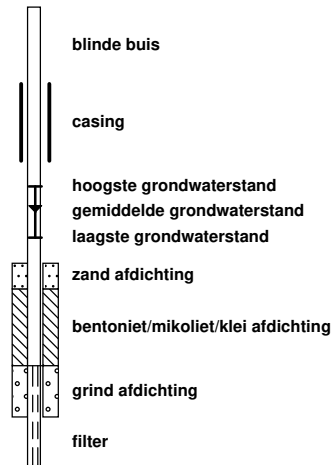 blinde buis
casing
hoogste grondwaterstand
gemiddelde grondwaterstand
laagste grondwaterstand
zand afdichting
bentoniet/mikoliet/klei afdichting
grind afdichting
filter